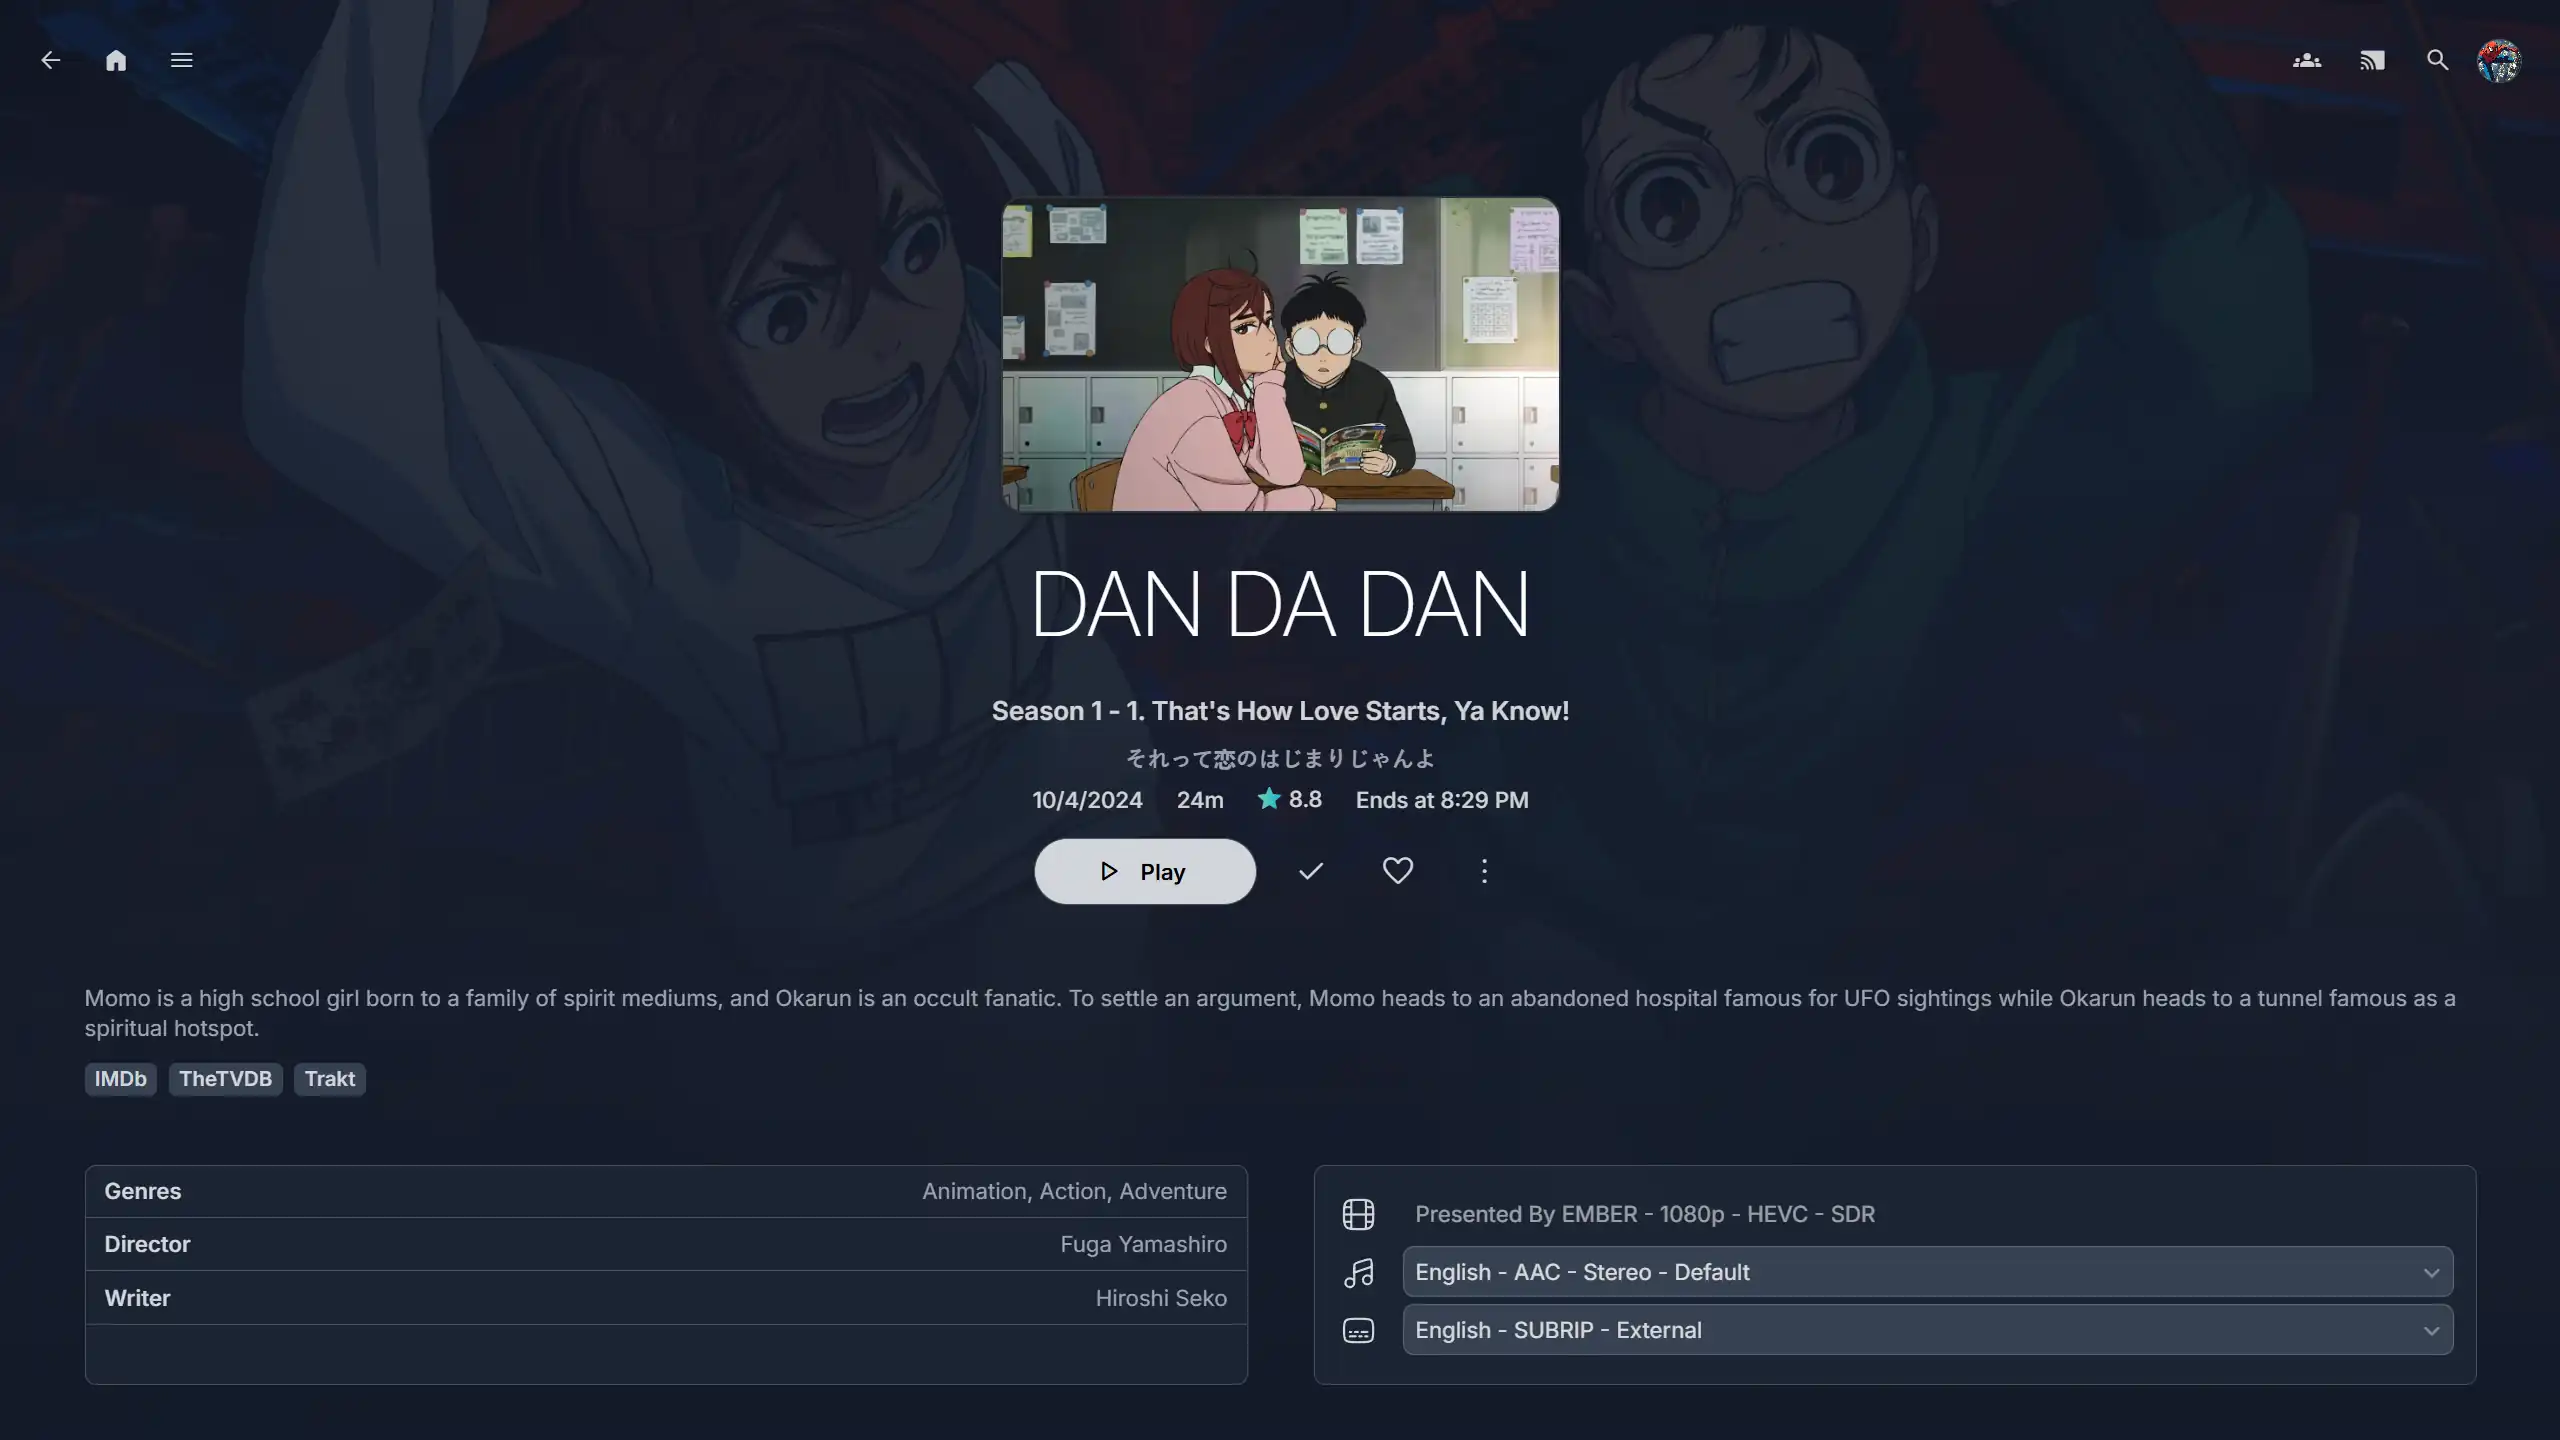 DAN DA DAN
Season 1 - 1. That's How Love Starts, Ya Know!
それって恋のはじまりじゃんよ
10/4/2024 24m 8.8 Ends at 8:29 PM
Play
Momo is a high school girl born to a family of spirit mediums, and Okarun is an occult fanatic. To settle an argument, Momo heads to an abandoned hospital famous for UFO sightings while Okarun heads to a tunnel famous as a
spiritual hotspot.
IMDb TheTVDB Trakt
Genres Animation, Action, Adventure
Director Fuga Yamashiro
Writer Hiroshi Seko
Presented By EMBER - 1080p - HEVC - SDR
English - AAC - Stereo - Default
English - SUBRIP - External